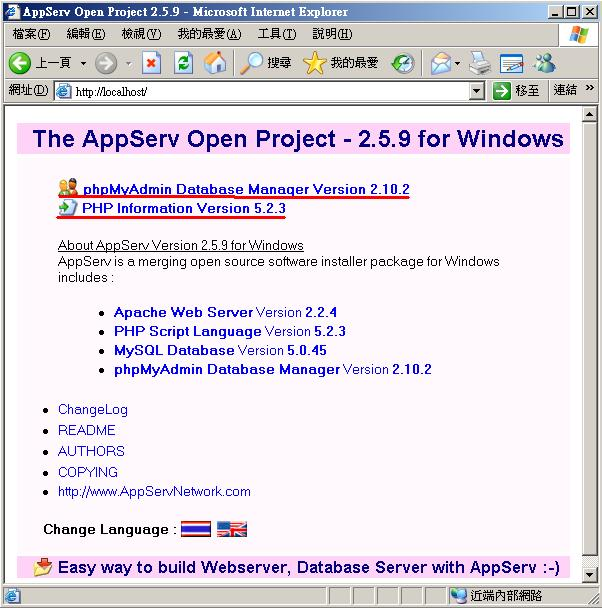 AppServ Open Project 2.5.9 - Microsoft Internet Explorer
檔案(F) 編輯(E) 檢視(V) 我的最愛(A) 工具(T) 說明(H)
上一頁 搜尋 我的最愛
網址(D) http://localhost/ 移至 連結 »
The AppServ Open Project - 2.5.9 for Windows
phpMyAdmin Database Manager Version 2.10.2
PHP Information Version 5.2.3
About AppServ Version 2.5.9 for Windows
AppServ is a merging open source software installer package for Windows
includes :
Apache Web Server Version 2.2.4
PHP Script Language Version 5.2.3
MySQL Database Version 5.0.45
phpMyAdmin Database Manager Version 2.10.2
ChangeLog
README
AUTHORS
COPYING
http://www.AppServNetwork.com
Change Language :
Easy way to build Webserver, Database Server with AppServ :-)
近端內部網路